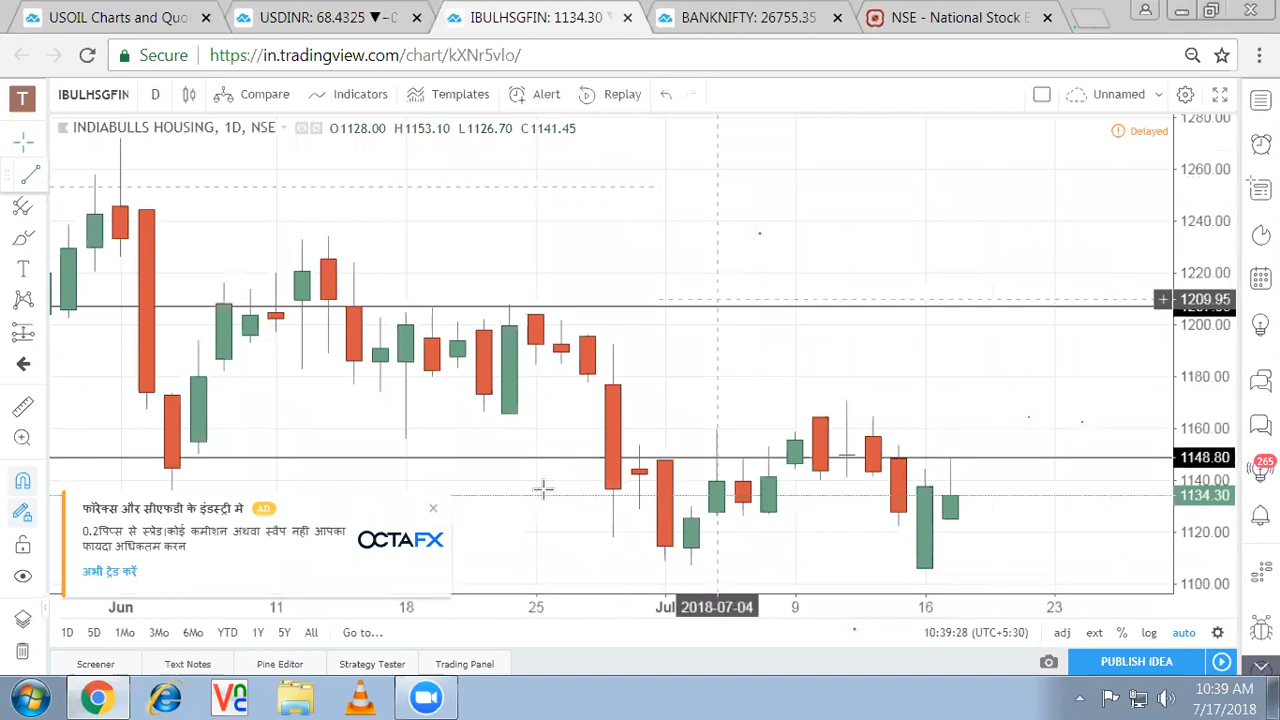 UOIL Charts and Quo
USDINR: 68.4325 ▼−0
IBULHSGFIN: 1134.30
BANKNIFTY: 26755.35
NSE - National Stock E
Secure
https://in.tradingview.com/chart/kXNr5vlo/
T
IBULHSGFIN
D
Compare
Indicators
Templates
Alert
Replay
Unnamed
INDIABULLS HOUSING, 1D, NSE
O1128.00 H1153.10 L1126.70 C1141.45
Delayed
1280.00
1260.00
1240.00
1220.00
1209.95
1200.00
1180.00
1160.00
1148.80
1140.00
1134.30
1120.00
1100.00
फॉरेक्स और सीएफडी के इंडस्ट्री मे AD
0.2पिप्स से स्प्रेड।कोई कमीशन अथवा स्वैप नहीं आपका
फायदा अधिकतम करन
अभी ट्रेड करें
OCTAFX
Jun
11
18
25
Jul
2018-07-04
9
16
23
1D 5D 1Mo 3Mo 6Mo YTD 1Y 5Y All Go to...
10:39:28 (UTC+5:30)
adj ext % log auto
Screener
Text Notes
Pine Editor
Strategy Tester
Trading Panel
PUBLISH IDEA
265
10:39 AM
7/17/2018